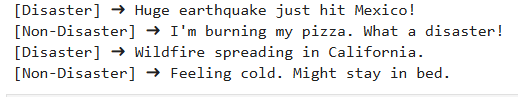 [Disaster] → Huge earthquake just hit Mexico!
[Non-Disaster] → I'm burning my pizza. What a disaster!
[Disaster] → Wildfire spreading in California.
[Non-Disaster] → Feeling cold. Might stay in bed.